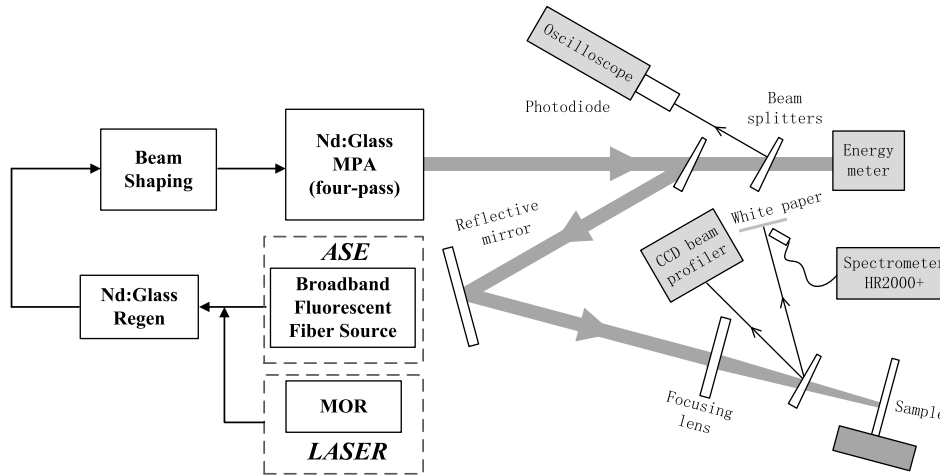 Oscilloscope
Photodiode
Beam
splitters
Nd:Glass
MPA
(four-pass)
Beam
Shaping
Energy
meter
Reflective
mirror
White paper
CCD beam
profiler
Spectrometer
HR2000+
ASE
Broadband
Fluorescent
Fiber Source
Nd:Glass
Regen
MOR
LASER
Focusing
lens
Sample